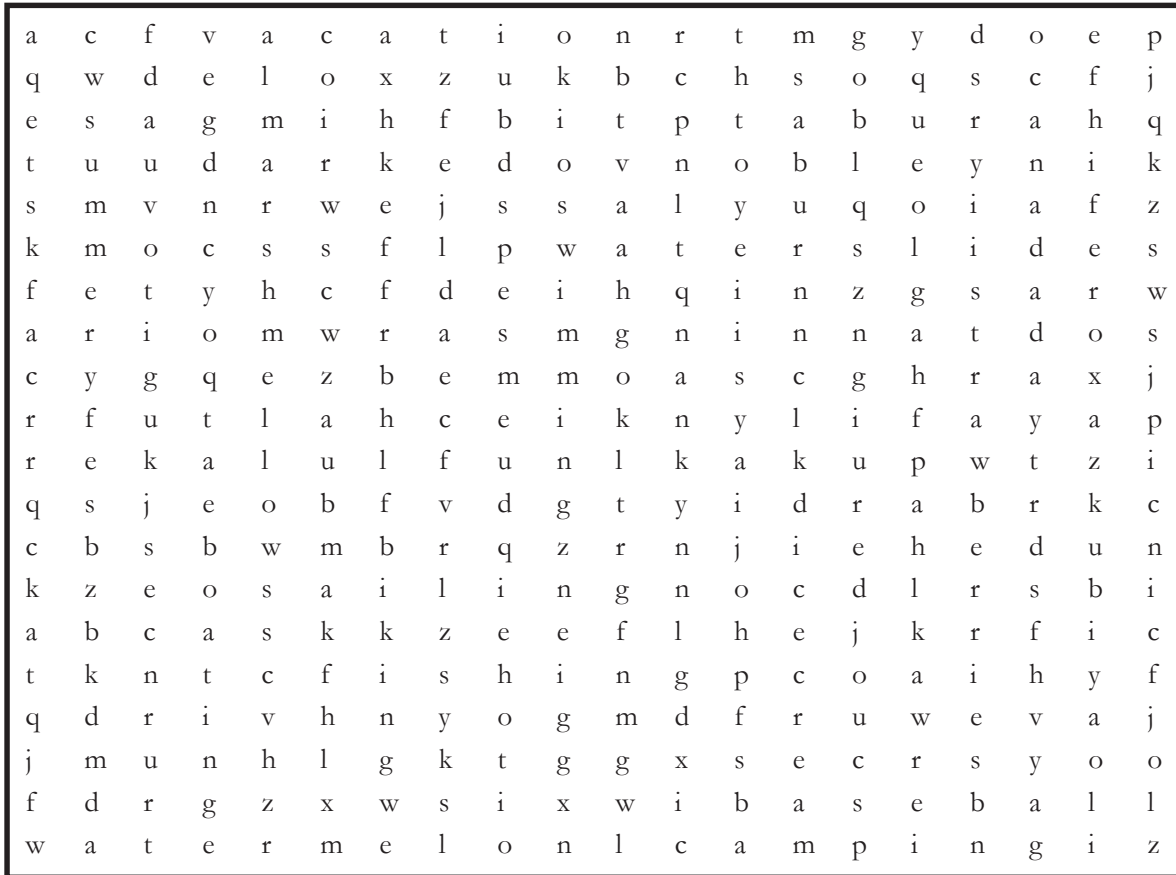 a c f v a c a t i o n r t m g y d o e p
q w d e l o x z u k b c h s o q s c f j
e s a g m i h f b i t p t a b u r a h q
t u u d a r k e d o v n o b l e y n i k
s m v n r w e j s s a l y u q o i a f z
k m o c s s f l p w a t e r s l i d e s
f e t y h c f d e i h q i n z g s a r w
a r i o m w r a s m g n i n n a t d o s
c y g q e z b e m m o a s c g h r a x j
r f u t l a h c e i k n y l i f a y a p
r e k a l u l f u n l k a k u p w t z i
q s j e o b f v d g t y i d r a b r k c
c b s b w m b r q z r n j i e h e d u n
k z e o s a i l i n g n o c d l r s b i
a b c a s k k z e e f l h e j k r f i c
t k n t c f i s h i n g p c o a i h y f
q d r i v h n y o g m d f r u w e v a j
j m u n h l g k t g g x s e c r s y o o
f d r g z x w s i x w i b a s e b a l l
w a t e r m e l o n l c a m p i n g i z